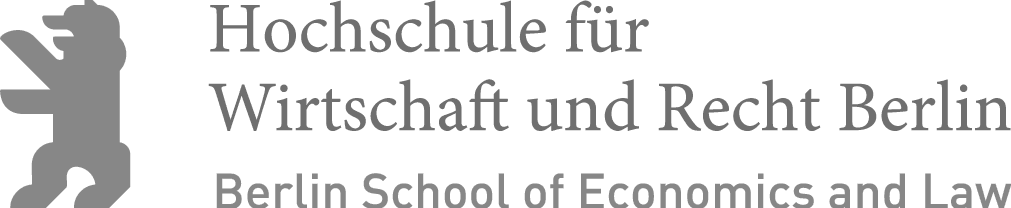 Hochschule für
Wirtschaft und Recht Berlin
Berlin School of Economics and Law